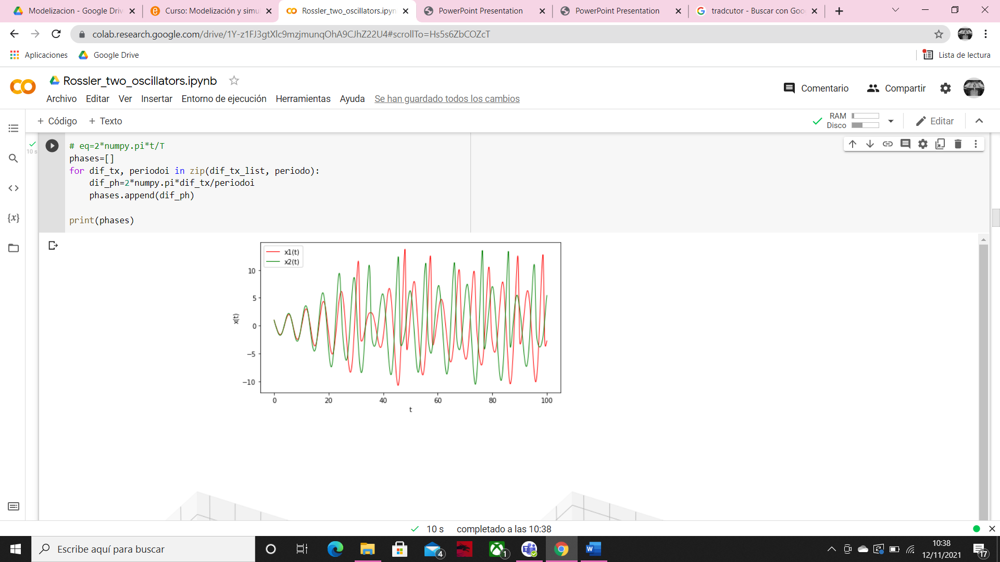 Modelizacion - Google Driv
Curso: Modelización y simul
Rossler_two_oscillators.ipynb
PowerPoint Presentation
PowerPoint Presentation
tradcutor - Buscar con Goo
colab.research.google.com/drive/1Y-z1FJ3gtXlc9mzjmunqOhA9CJhZ22U4#scrollTo=Hs5s6ZbCOZcT
Aplicaciones
Google Drive
Lista de lectura
Rossler_two_oscillators.ipynb
Comentario
Compartir
Archivo Editar Ver Insertar Entorno de ejecución Herramientas Ayuda Se han guardado todos los cambios
+ Código + Texto
RAM
Disco
Editar
10 s
# eq=2*numpy.pi*t/T
phases=[]
for dif_tx, periodoi in zip(dif_tx_list, periodo):
dif_ph=2*numpy.pi*dif_tx/periodoi
phases.append(dif_ph)
print(phases)
{x}
x1(t)
x2(t)
10
5
0
−5
−10
x(t)
0 20 40 60 80 100
t
10 s completado a las 10:38
Escribe aquí para buscar
4
1
10:38
12/11/2021
17